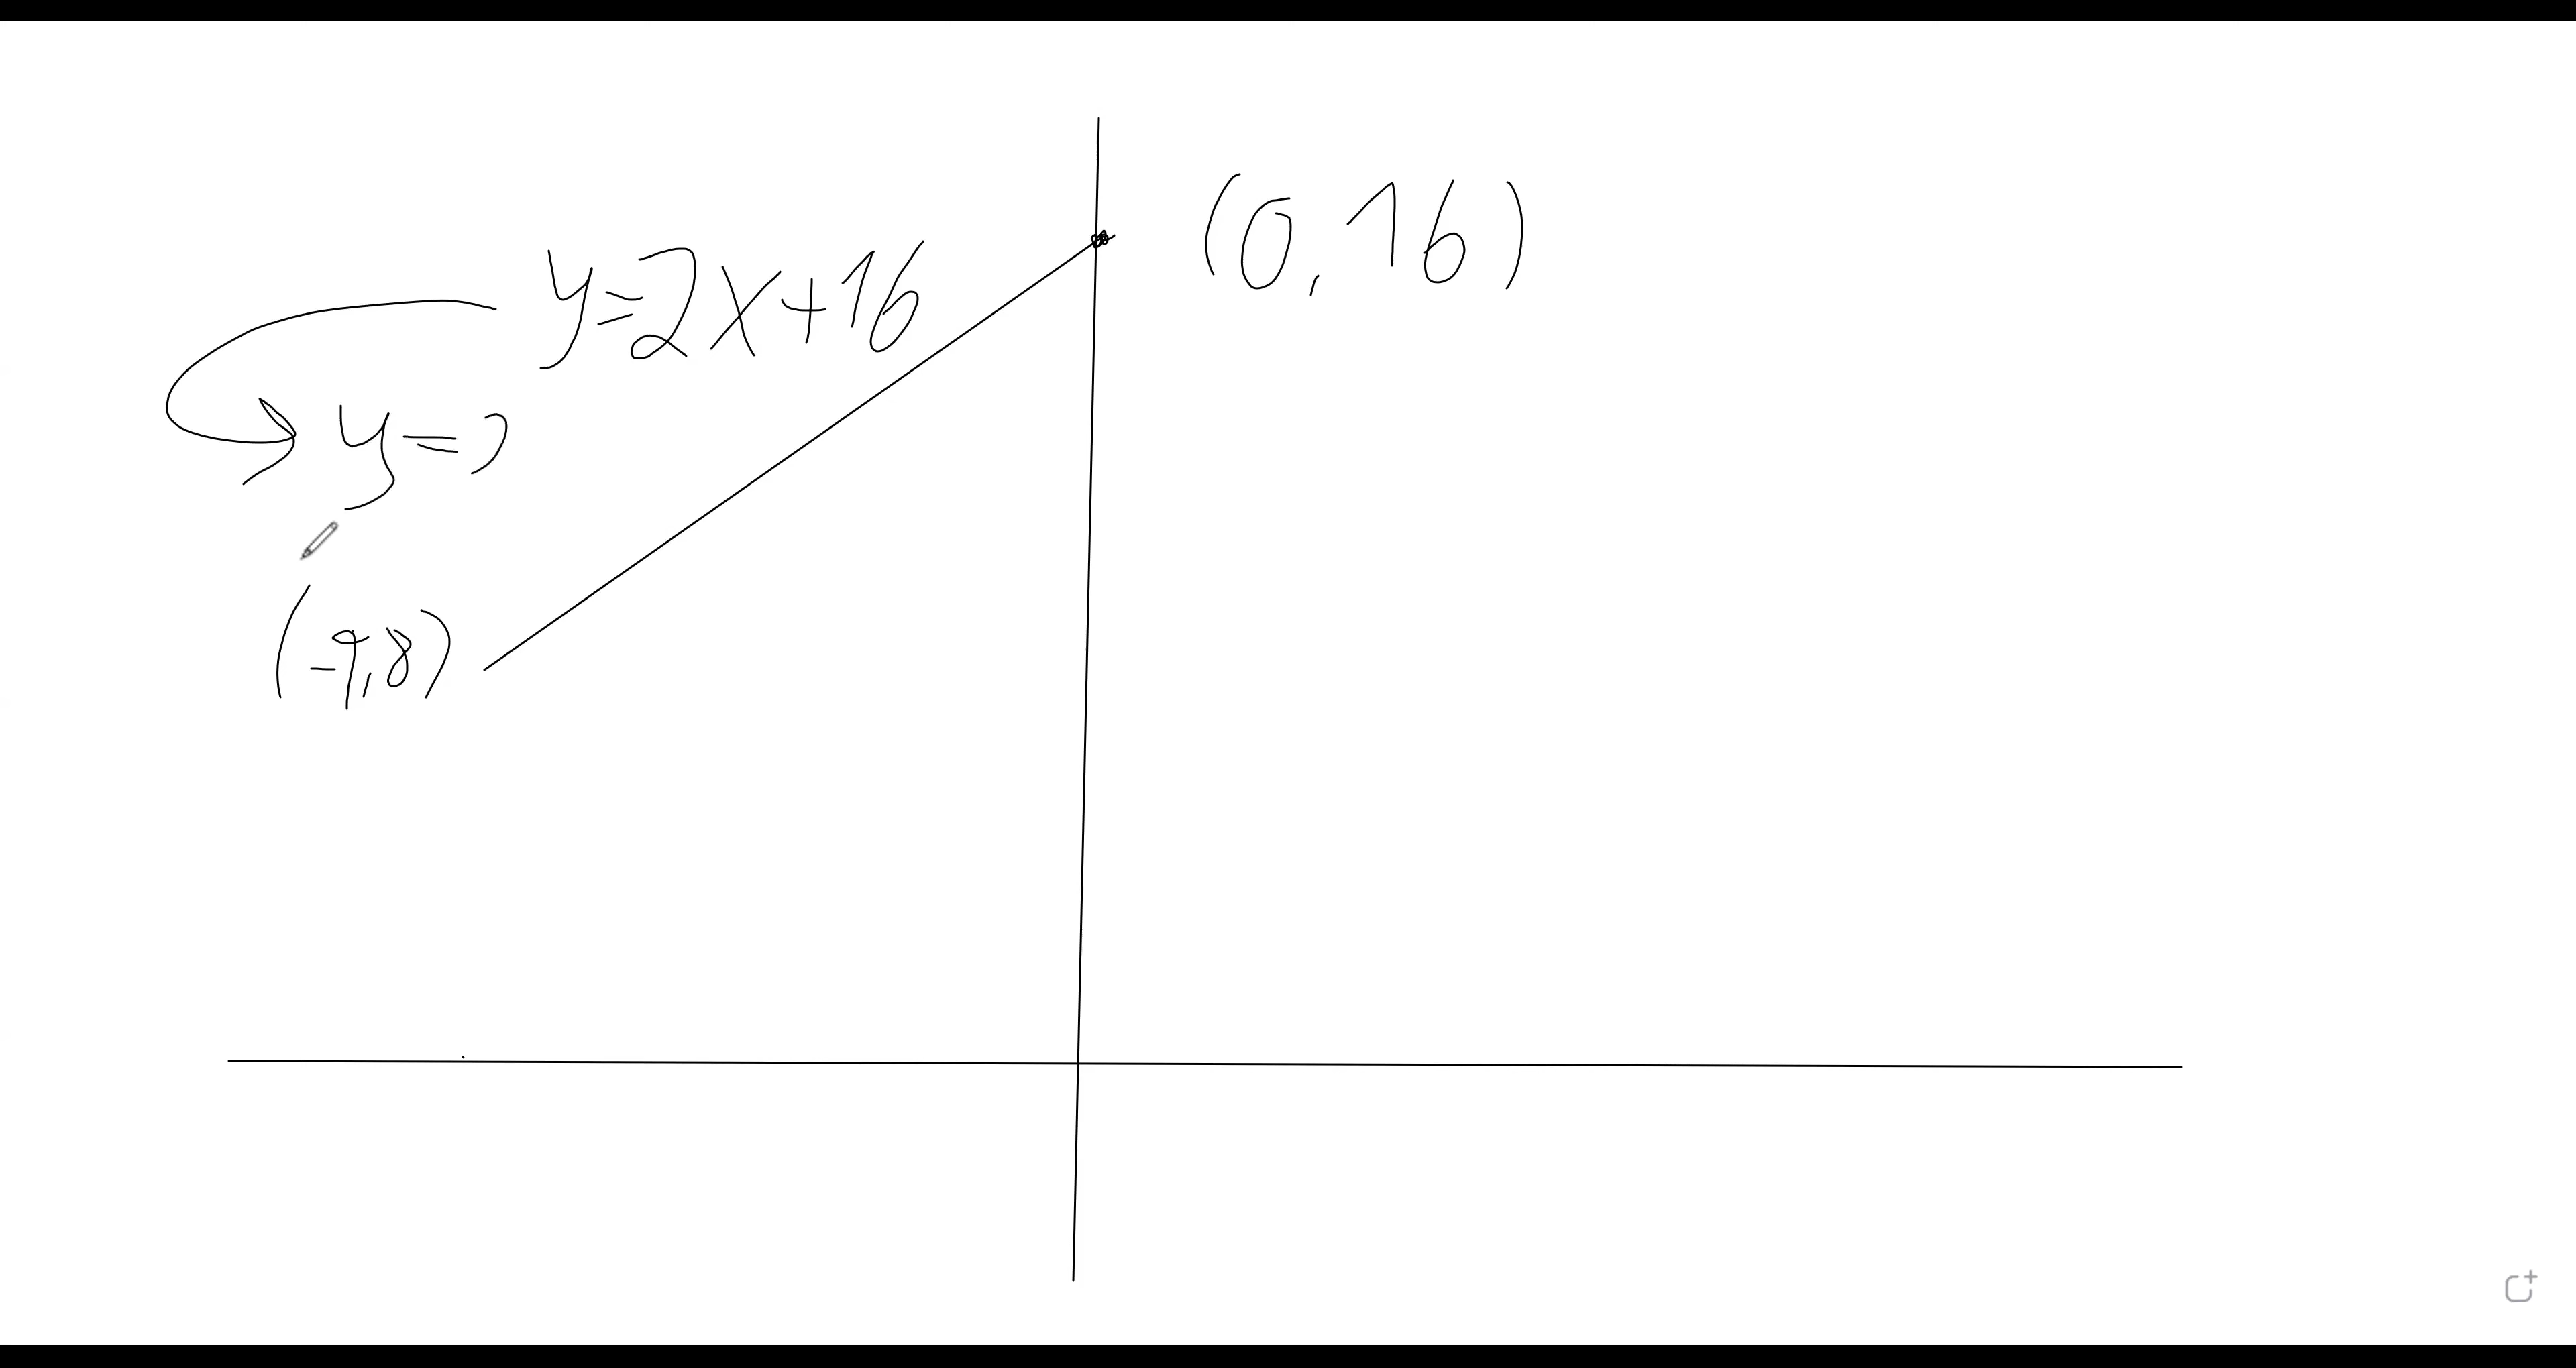 (0,16)
y=2x+16
y=
(-9,8)